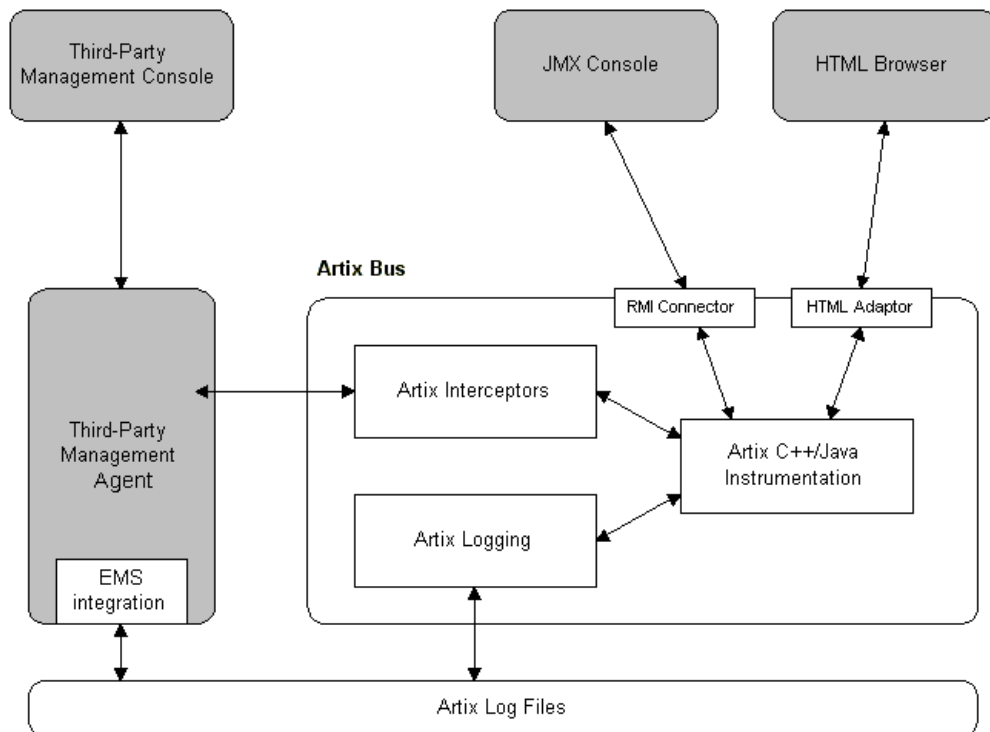 Third-Party
Management Console
JMX Console
HTML Browser
Artix Bus
RMI Connector
HTML Adaptor
Artix Interceptors
Third-Party
Management
Agent
Artix C++/Java
Instrumentation
Artix Logging
EMS
integration
Artix Log Files